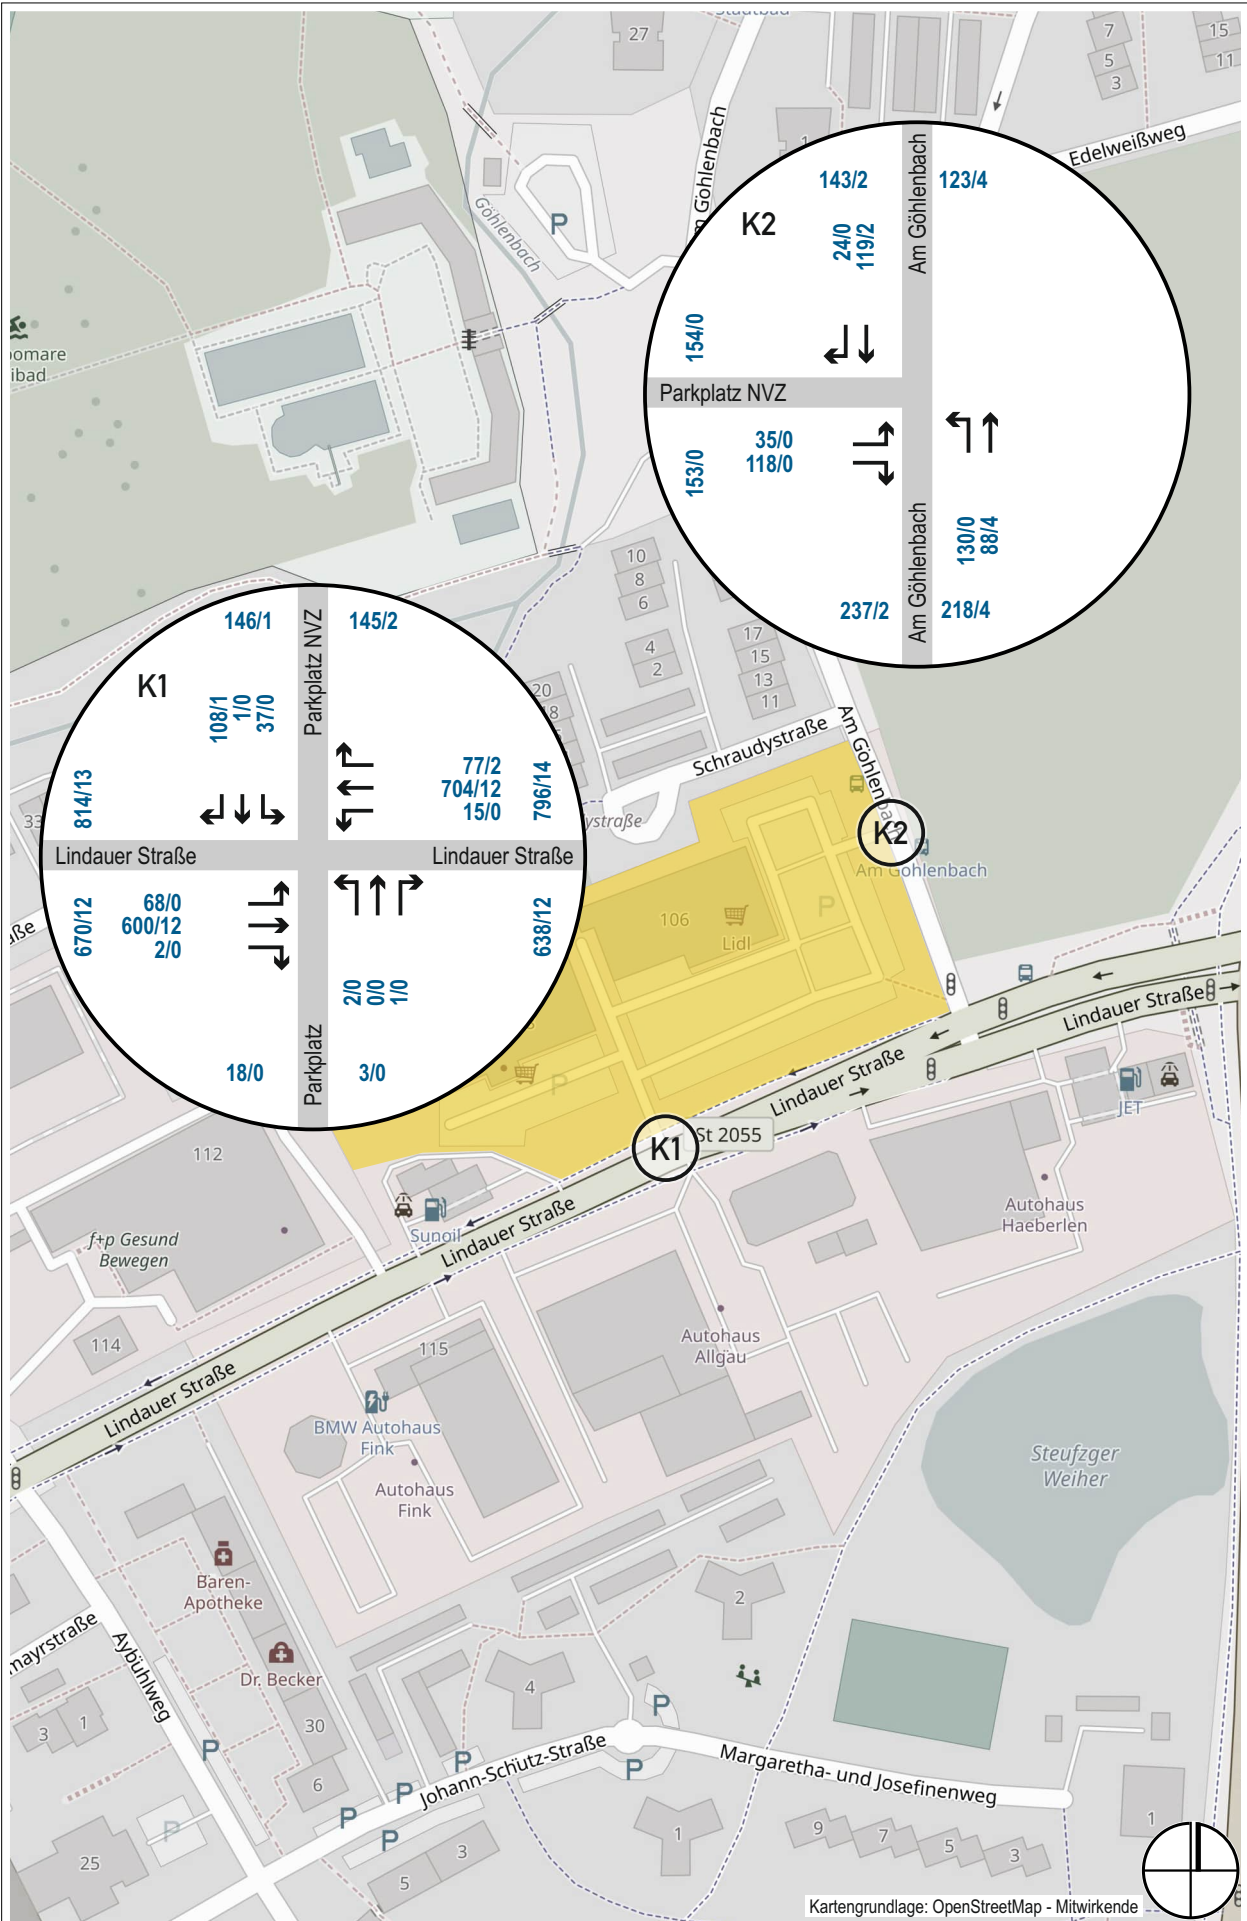 Stadtbad
27
7
5
3
15
11
Edelweißweg
Göhlenbach
P
K2
143/2
Am Göhlenbach
123/4
24/0
119/2
154/0
Parkplatz NVZ
35/0
118/0
153/0
130/0
88/4
237/2
Am Göhlenbach
218/4
m Göhlenbach
omare
ibad
10
8
6
4
2
17
15
13
11
20
18
Schraudystraße
ystraße
Am Göhlenbach
K2
Am Göhlenbach
K1
146/1
Parkplatz NVZ
145/2
108/1
1/0
37/0
77/2
704/12
15/0
814/13
796/14
Lindauer Straße
Lindauer Straße
670/12
68/0
600/12
2/0
638/12
2/0
0/0
1/0
18/0
Parkplatz
3/0
33
aße
106
Lidl
P
P
Lindauer Straße
Lindauer Straße
JET
K1
St 2055
112
f+p Gesund
Bewegen
Sunoil
Lindauer Straße
Autohaus
Haeberlen
114
115
Autohaus
Allgäu
Lindauer Straße
BMW Autohaus
Fink
Autohaus
Fink
Steufzger
Weiher
Bären-
Apotheke
Dr. Becker
mayrstraße
Aybühlweg
3
1
30
6
4
2
P
P
P
P
P
P
P
P
Johann-Schütz-Straße
Margaretha- und Josefinenweg
25
5
3
1
9
7
5
3
1
Kartengrundlage: OpenStreetMap - Mitwirkende